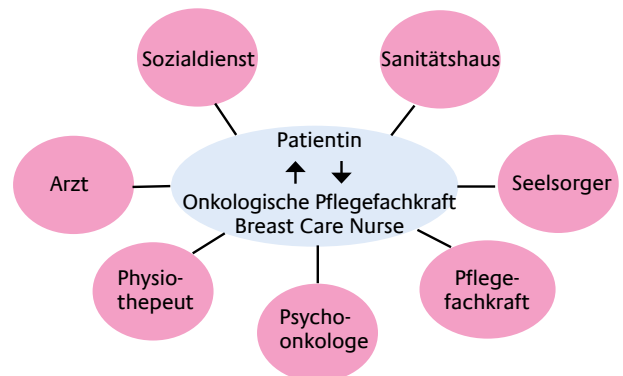 Sozialdienst
Sanitätshaus
Patientin
Arzt
Seelsorger
Onkologische Pflegefachkraft
Breast Care Nurse
Physio-
thepeut
Pflege-
fachkraft
Psycho-
onkologe